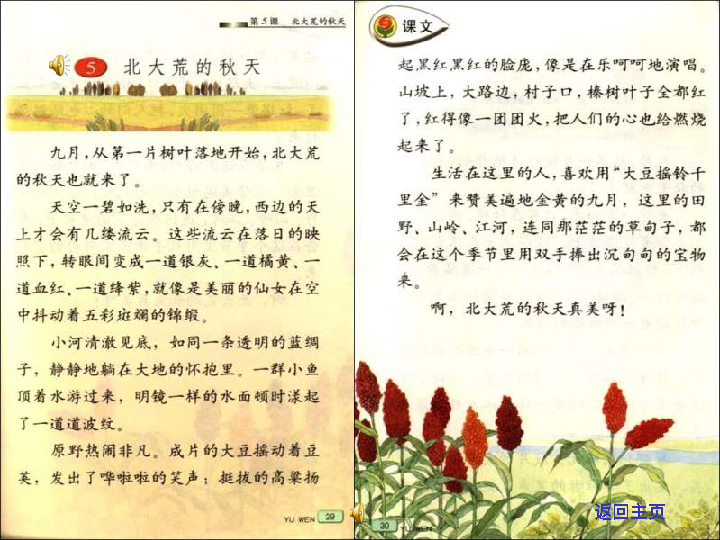 第5课 北大荒的秋天
5 北大荒的秋天
九月,从第一片树叶落地开始,北大荒
的秋天也就来了。
天空一碧如洗,只有在傍晚,西边的天
上才会有几缕流云。这些流云在落日的映
照下,转眼间变成一道银灰、一道橘黄、一
道血红、一道绛紫,就像是美丽的仙女在空
中抖动着五彩斑斓的锦缎。
小河清澈见底,如同一条透明的蓝绸
子,静静地躺在大地的怀抱里。一群小鱼
顶着水游过来,明镜一样的水面顿时漾起
了一道道波纹。
原野热闹非凡。成片的大豆摇动着豆
荚,发出了哗啦啦的笑声;挺拔的高粱扬
YU WEN 29
课文
起黑红黑红的脸庞,像是在乐呵呵地演唱。
山坡上,大路边,村子口,榛树叶子全都红
了,红得像一团团火,把人们的心也给燃烧
起来了。
生活在这里的人,喜欢用“大豆摇铃千
里金”来赞美遍地金黄的九月,这里的田
野、山岭、江河,连同那茫茫的草甸子,都
会在这个季节里用双手捧出沉甸甸的宝物
来。
啊,北大荒的秋天真美呀!
返回主页
30 YU WEN